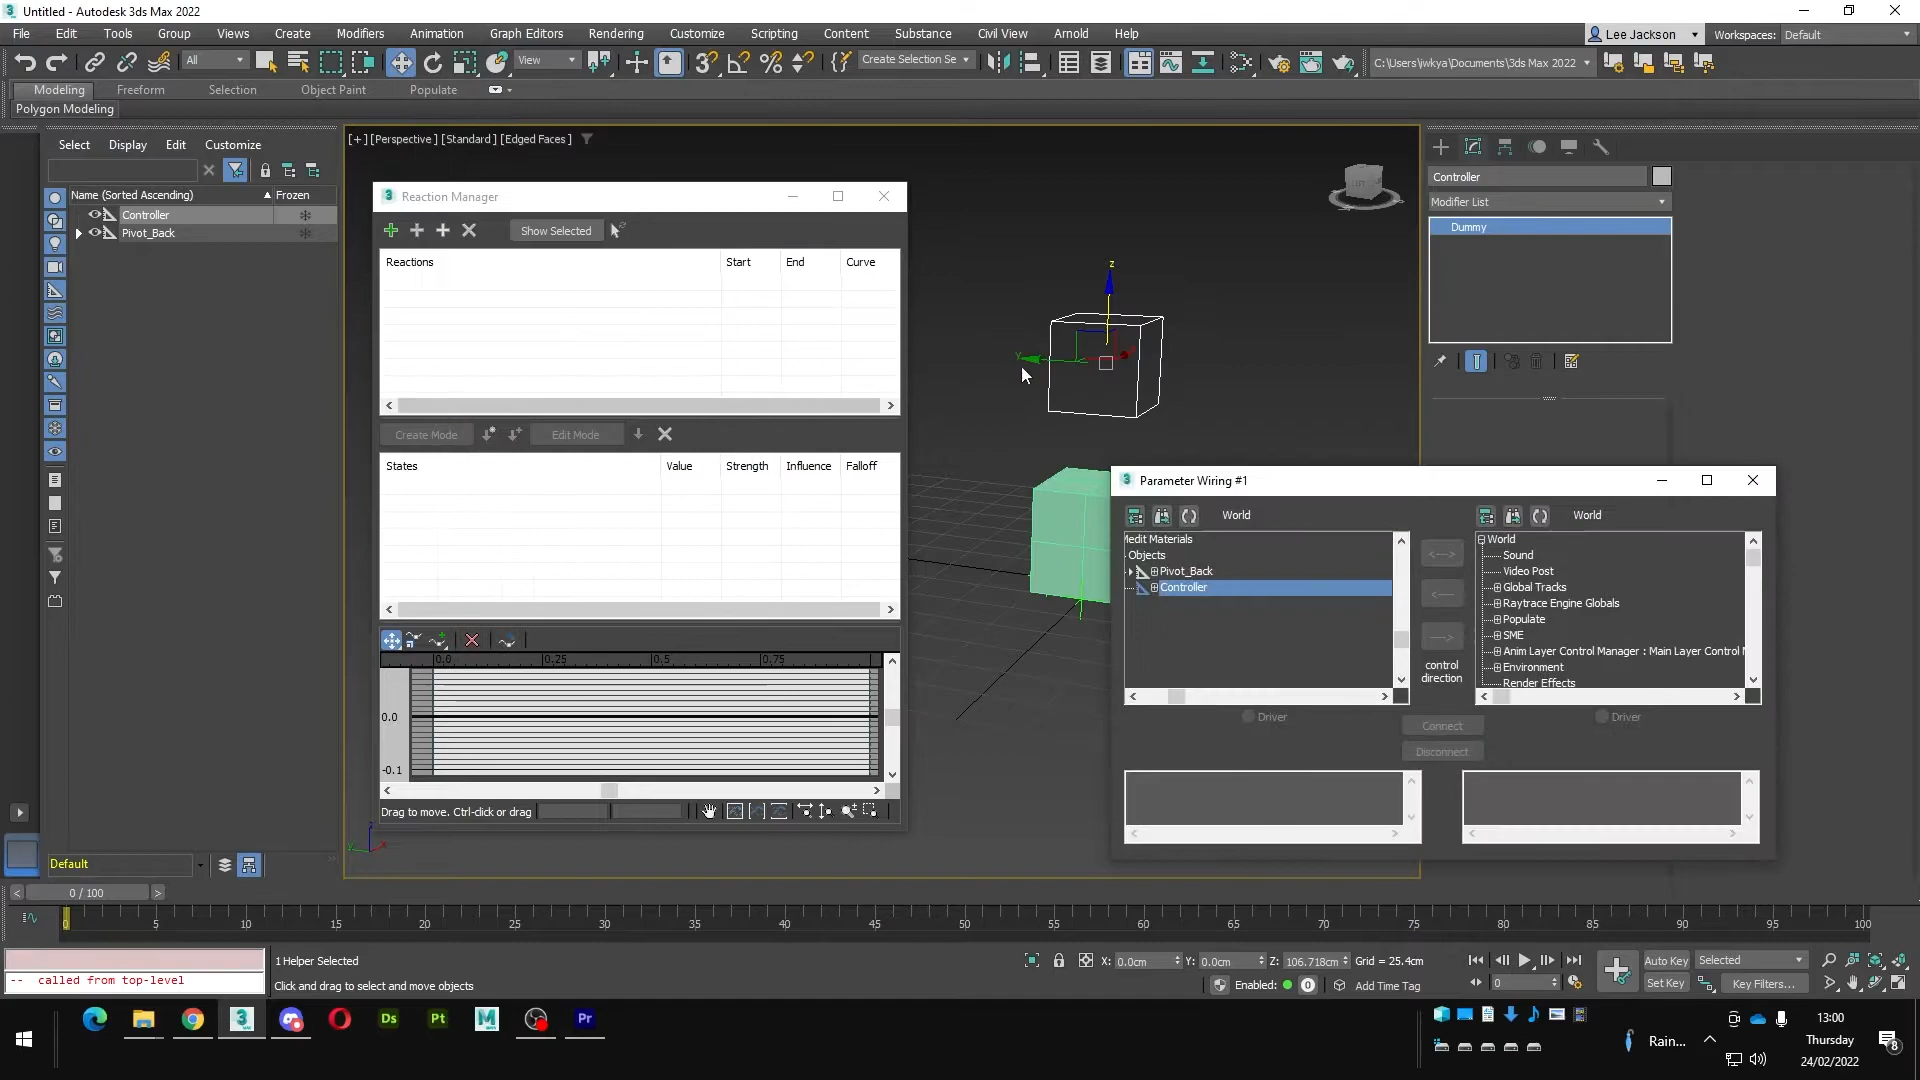 Untitled - Autodesk 3ds Max 2022
File Edit Tools Group Views Create Modifiers Animation Graph Editors Rendering Customize Scripting Content Substance Civil View Arnold Help
Lee Jackson
Workspaces: Default
All
View
Create Selection Se
C:\Users\iwkya\Documents\3ds Max 2022
Modeling Freeform Selection Object Paint Populate
Polygon Modeling
Select Display Edit Customize
Name (Sorted Ascending) Frozen
Controller
Pivot_Back
[+] [Perspective] [Standard] [Edged Faces]
Reaction Manager
Show Selected
Reactions Start End Curve
Create Mode Edit Mode
States Value Strength Influence Falloff
0.0 0.25 0.5 0.75
0.0
-0.1
Drag to move. Ctrl-click or drag
z
y
Controller
Modifier List
Dummy
Parameter Wiring #1
World
World
Medit Materials
Objects
Pivot_Back
Controller
<--->
<---
--->
control
direction
World
Sound
Video Post
Global Tracks
Raytrace Engine Globals
Populate
SME
Anim Layer Control Manager : Main Layer Control M
Environment
Render Effects
Driver
Driver
Connect
Disconnect
Default
0 / 100
0 5 10 15 20 25 30 35 40 45 50 55 60 65 70 75 80 85 90 95 100
-- called from top-level
1 Helper Selected
Click and drag to select and move objects
X: 0.0cm Y: 0.0cm Z: 106.718cm Grid = 25.4cm
Enabled: 0 Add Time Tag
0
Auto Key Selected
Set Key Key Filters...
Ds Pt M Pr
Rain...
13:00
Thursday
24/02/2022
8